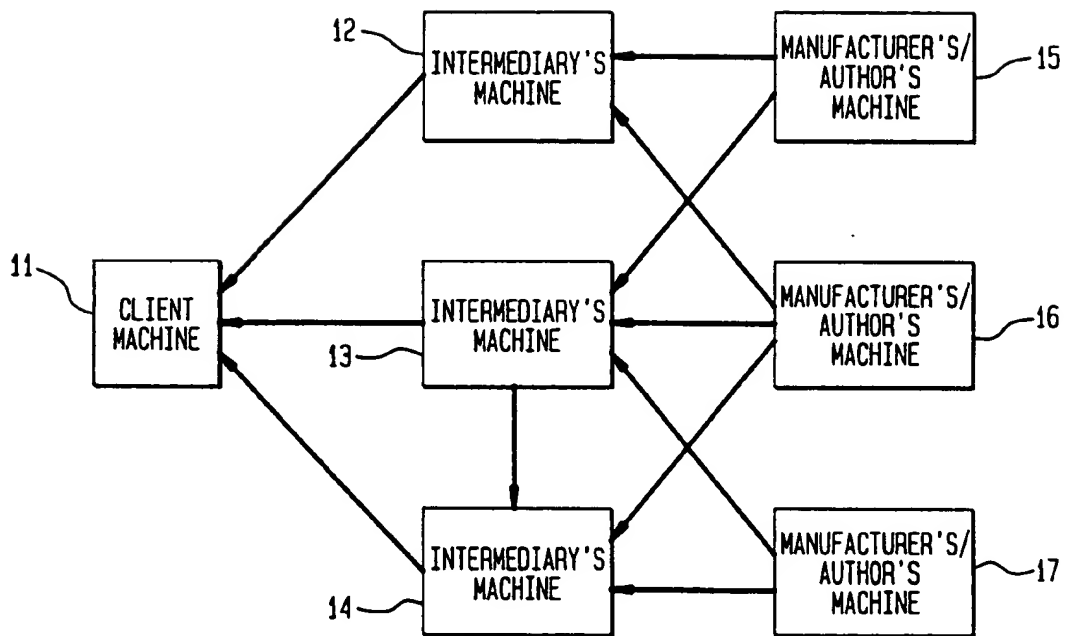 12
INTERMEDIARY'S
MACHINE
MANUFACTURER'S/
AUTHOR'S
MACHINE
15
11
CLIENT
MACHINE
INTERMEDIARY'S
MACHINE
13
MANUFACTURER'S/
AUTHOR'S
MACHINE
16
INTERMEDIARY'S
MACHINE
14
MANUFACTURER'S/
AUTHOR'S
MACHINE
17